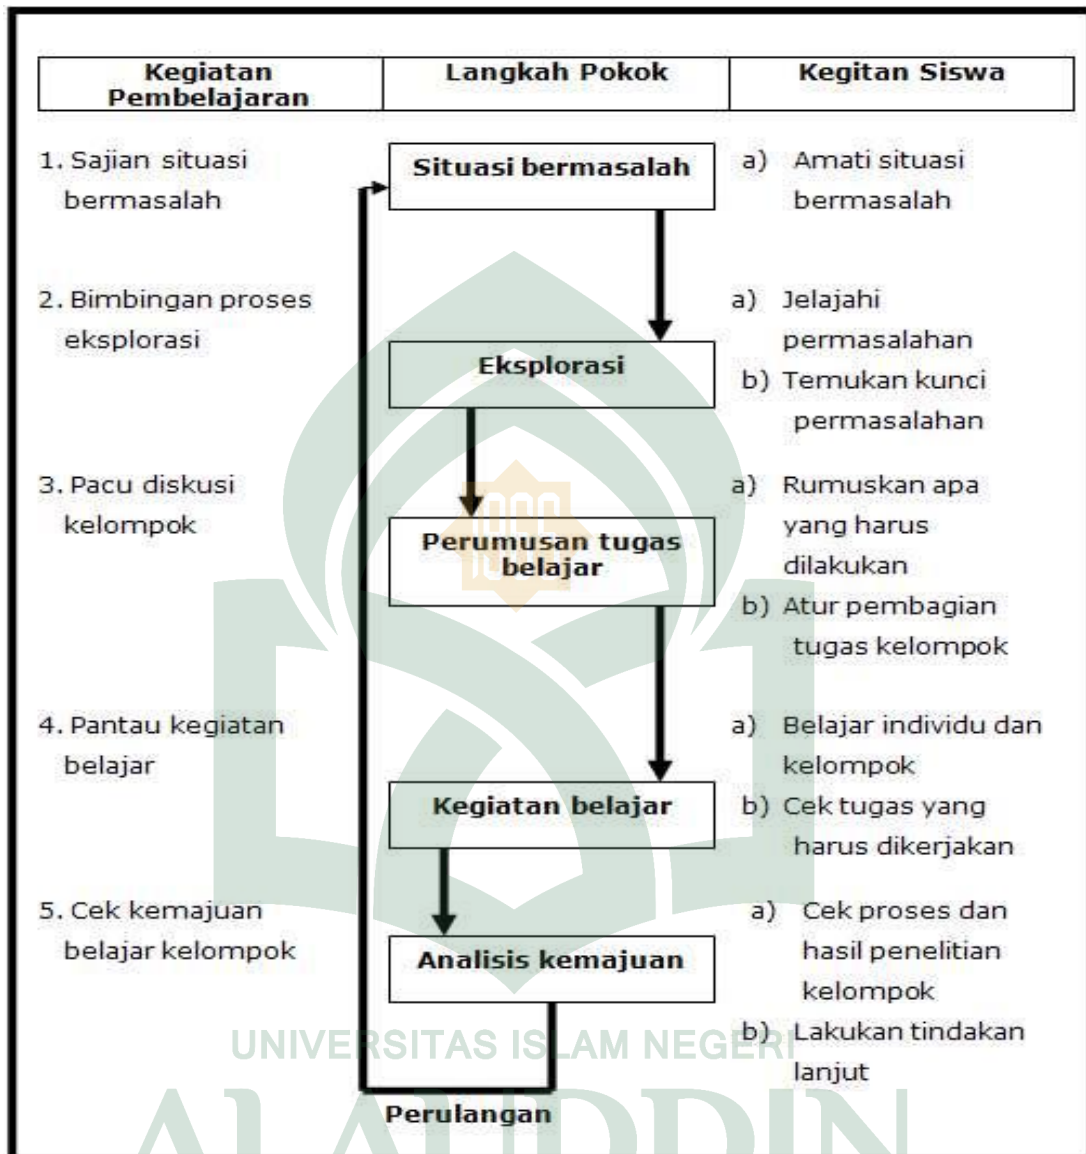 Kegiatan
Pembelajaran
Langkah Pokok
Kegitan Siswa
1. Sajian situasi
bermasalah
Situasi bermasalah
a) Amati situasi
bermasalah
2. Bimbingan proses
eksplorasi
Eksplorasi
a) Jelajahi
permasalahan
b) Temukan kunci
permasalahan
3. Pacu diskusi
kelompok
Perumusan tugas
belajar
a) Rumuskan apa
yang harus
dilakukan
b) Atur pembagian
tugas kelompok
4. Pantau kegiatan
belajar
Kegiatan belajar
a) Belajar individu dan
kelompok
b) Cek tugas yang
harus dikerjakan
5. Cek kemajuan
belajar kelompok
Analisis kemajuan
a) Cek proses dan
hasil penelitian
kelompok
b) Lakukan tindakan
lanjut
UNIVERSITAS ISLAM NEGERI
Perulangan
ALAUDDIN